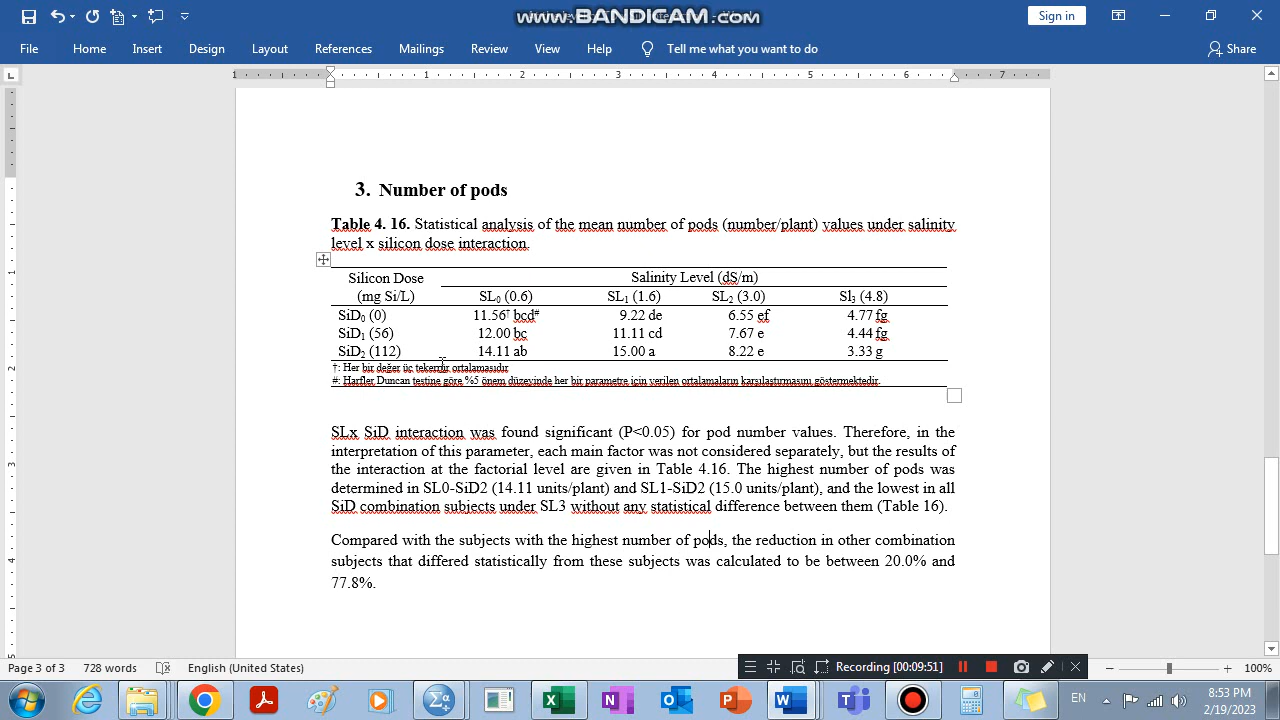 www.BANDICAM.com
Sign in
File Home Insert Design Layout References Mailings Review View Help Tell me what you want to do Share
1 1 2 3 4 5 6 7
3. Number of pods
Table 4. 16. Statistical analysis of the mean number of pods (number/plant) values under salinity
level x silicon dose interaction.
Silicon Dose Salinity Level (dS/m)
(mg Si/L) SL0 (0.6) SL1 (1.6) SL2 (3.0) Sl3 (4.8)
SiD0 (0) 11.56† bcd# 9.22 de 6.55 ef 4.77 fg
SiD1 (56) 12.00 bc 11.11 cd 7.67 e 4.44 fg
SiD2 (112) 14.11 ab 15.00 a 8.22 e 3.33 g
†: Her bir değer üç tekerrür ortalamasıdır
#: Harfler Duncan testine göre %5 önem düzeyinde her bir parametre için verilen ortalamaların karşılaştırmasını göstermektedir.
SLx SiD interaction was found significant (P<0.05) for pod number values. Therefore, in the
interpretation of this parameter, each main factor was not considered separately, but the results of
the interaction at the factorial level are given in Table 4.16. The highest number of pods was
determined in SL0-SiD2 (14.11 units/plant) and SL1-SiD2 (15.0 units/plant), and the lowest in all
SiD combination subjects under SL3 without any statistical difference between them (Table 16).
Compared with the subjects with the highest number of pods, the reduction in other combination
subjects that differed statistically from these subjects was calculated to be between 20.0% and
77.8%.
Page 3 of 3 728 words English (United States) Recording [00:09:51] 100%
EN 8:53 PM
2/19/2023